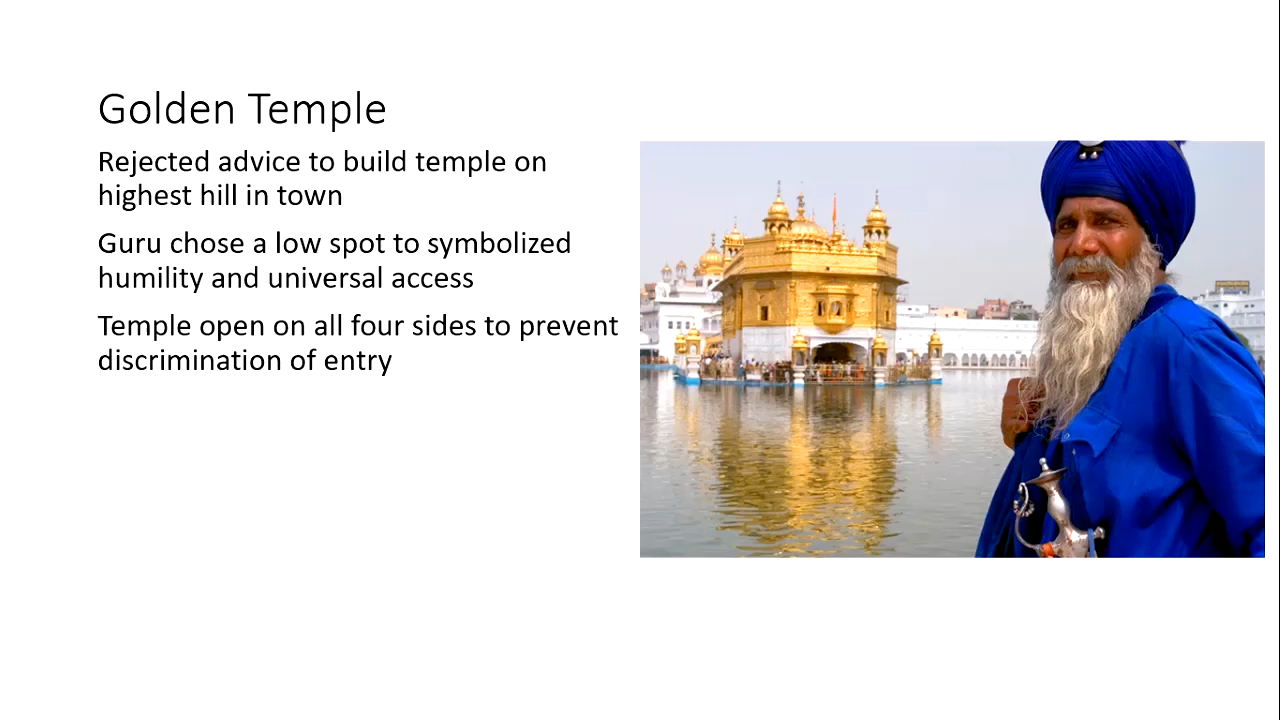 Golden Temple
Rejected advice to build temple on
highest hill in town
Guru chose a low spot to symbolized
humility and universal access
Temple open on all four sides to prevent
discrimination of entry